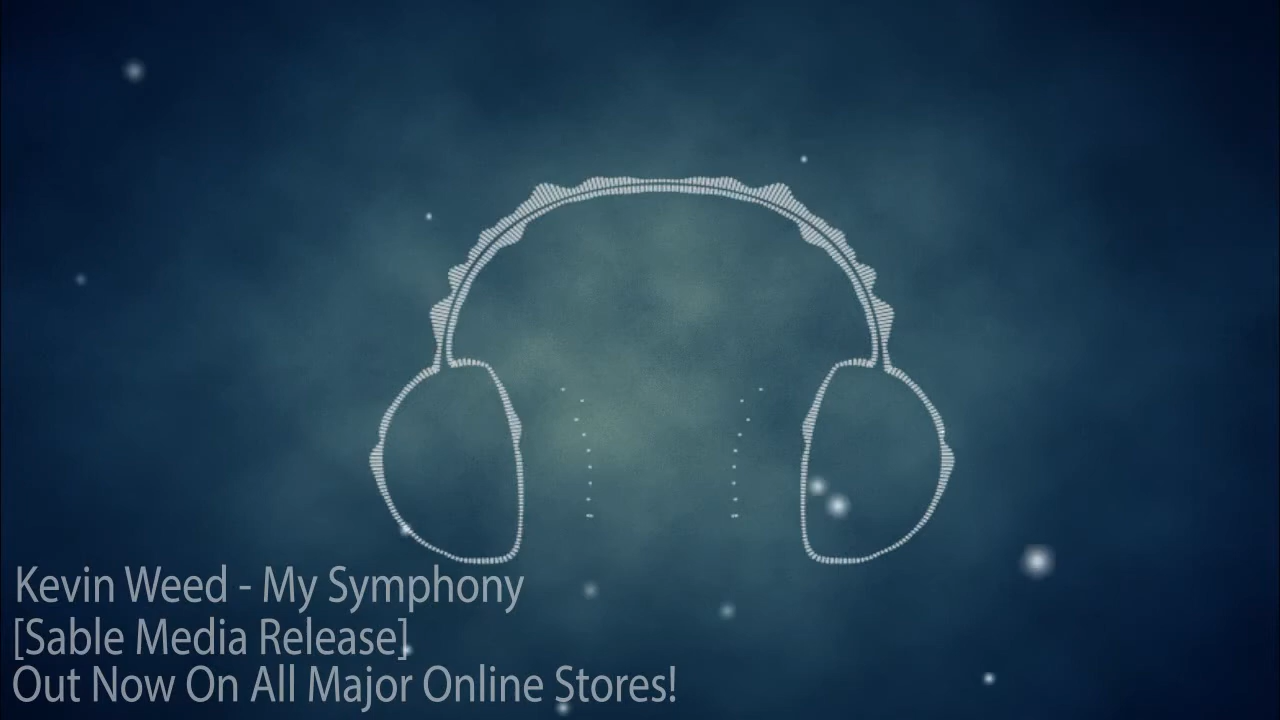 Kevin Weed - My Symphony
[Sable Media Release]
Out Now On All Major Online Stores!